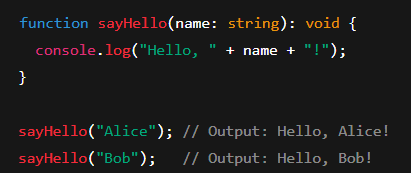 function sayHello(name: string): void {
  console.log("Hello, " + name + "!");
}

sayHello("Alice"); // Output: Hello, Alice!
sayHello("Bob");   // Output: Hello, Bob!